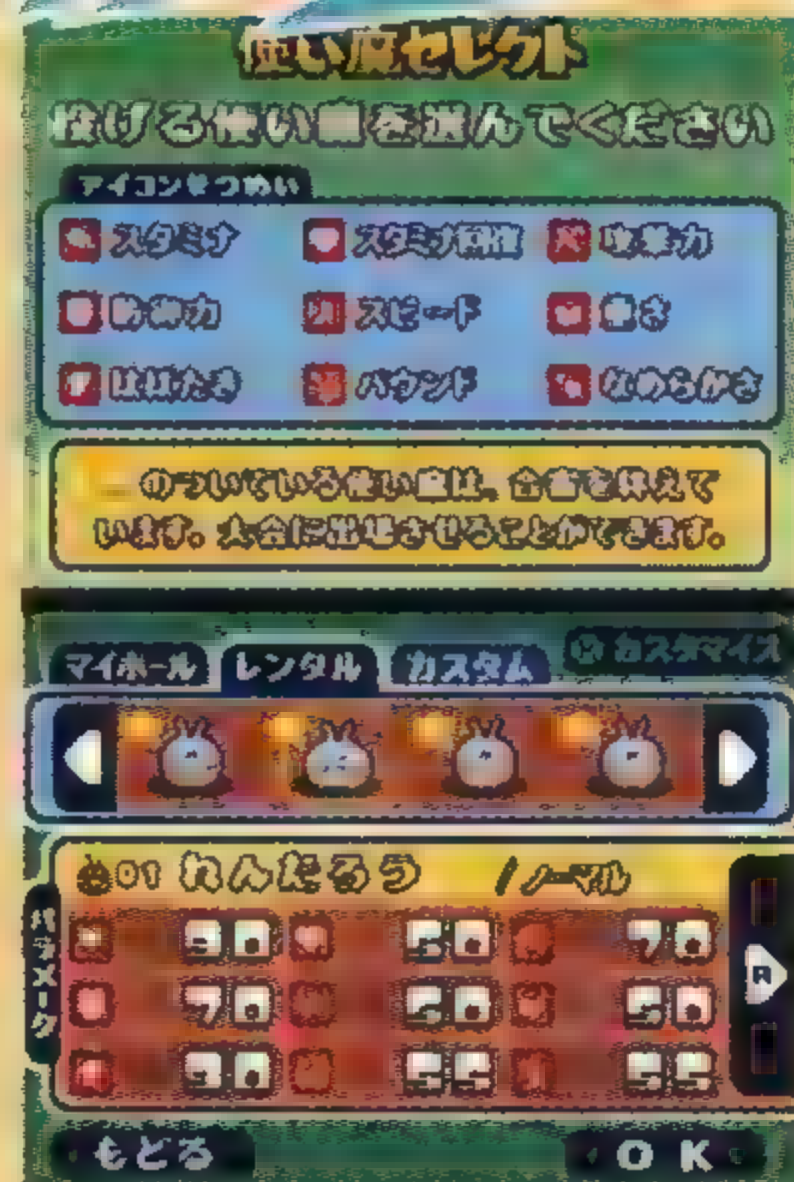 使い魔セレクト
投げる使い魔を選んでください
アイコンせつめい
スタミナ スタミナ回復 攻撃力
防御力 スピード 重さ
はばたき バウンド なめらかさ
のついている使い魔は、合宿を終えて
います。大会に出場させることができます。
マイホール レンタル カスタム カスタマイズ
01 れんたろう /ノーマル
パラメータ
50 70
70 50
30 55 55
R
もどる OK